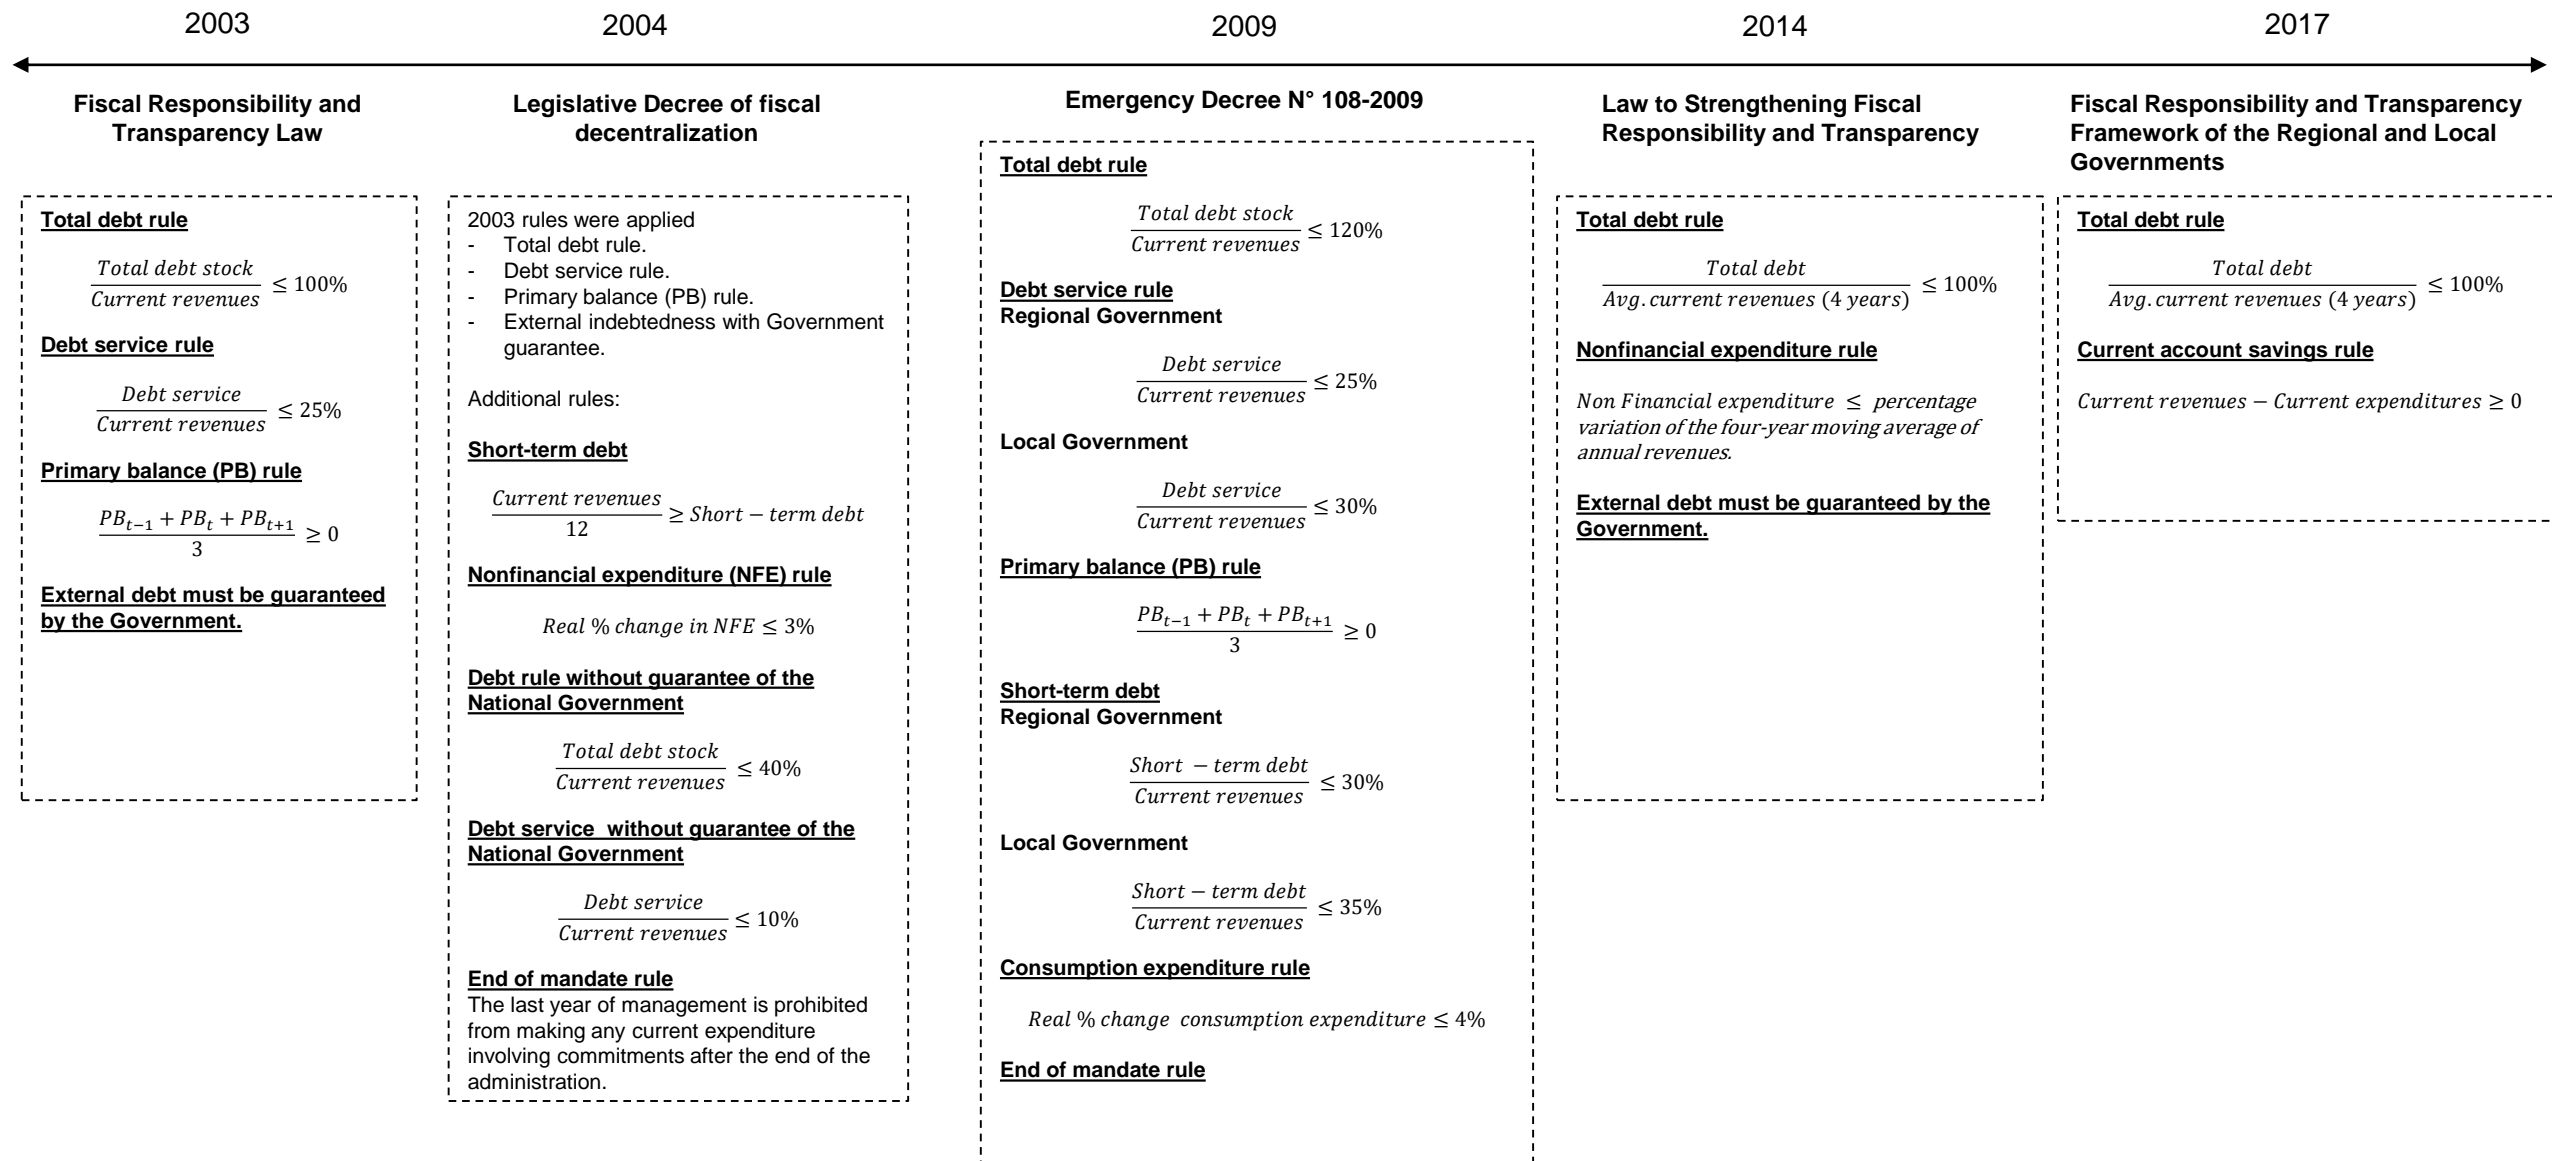 2003
2004
2009
2014
2017
Fiscal Responsibility and
Transparency Law
Total debt rule
Total debt stock
Current revenues
≤ 100%
Debt service rule
Debt service
Current revenues
≤ 25%
Primary balance (PB) rule
PB_{t−1} + PB_t + PB_{t+1}
3
≥ 0
External debt must be guaranteed
by the Government.
Legislative Decree of fiscal
decentralization
2003 rules were applied
- Total debt rule.
- Debt service rule.
- Primary balance (PB) rule.
- External indebtedness with Government
guarantee.
Additional rules:
Short-term debt
Current revenues
12
≥ Short − term debt
Nonfinancial expenditure (NFE) rule
Real % change in NFE ≤ 3%
Debt rule without guarantee of the
National Government
Total debt stock
Current revenues
≤ 40%
Debt service without guarantee of the
National Government
Debt service
Current revenues
≤ 10%
End of mandate rule
The last year of management is prohibited
from making any current expenditure
involving commitments after the end of the
administration.
Emergency Decree N° 108-2009
Total debt rule
Total debt stock
Current revenues
≤ 120%
Debt service rule
Regional Government
Debt service
Current revenues
≤ 25%
Local Government
Debt service
Current revenues
≤ 30%
Primary balance (PB) rule
PB_{t−1} + PB_t + PB_{t+1}
3
≥ 0
Short-term debt
Regional Government
Short − term debt
Current revenues
≤ 30%
Local Government
Short − term debt
Current revenues
≤ 35%
Consumption expenditure rule
Real % change consumption expenditure ≤ 4%
End of mandate rule
Law to Strengthening Fiscal
Responsibility and Transparency
Total debt rule
Total debt
Avg. current revenues (4 years)
≤ 100%
Nonfinancial expenditure rule
Non Financial expenditure ≤ percentage
variation of the four-year moving average of
annual revenues.
External debt must be guaranteed by the
Government.
Fiscal Responsibility and Transparency
Framework of the Regional and Local
Governments
Total debt rule
Total debt
Avg. current revenues (4 years)
≤ 100%
Current account savings rule
Current revenues − Current expenditures ≥ 0